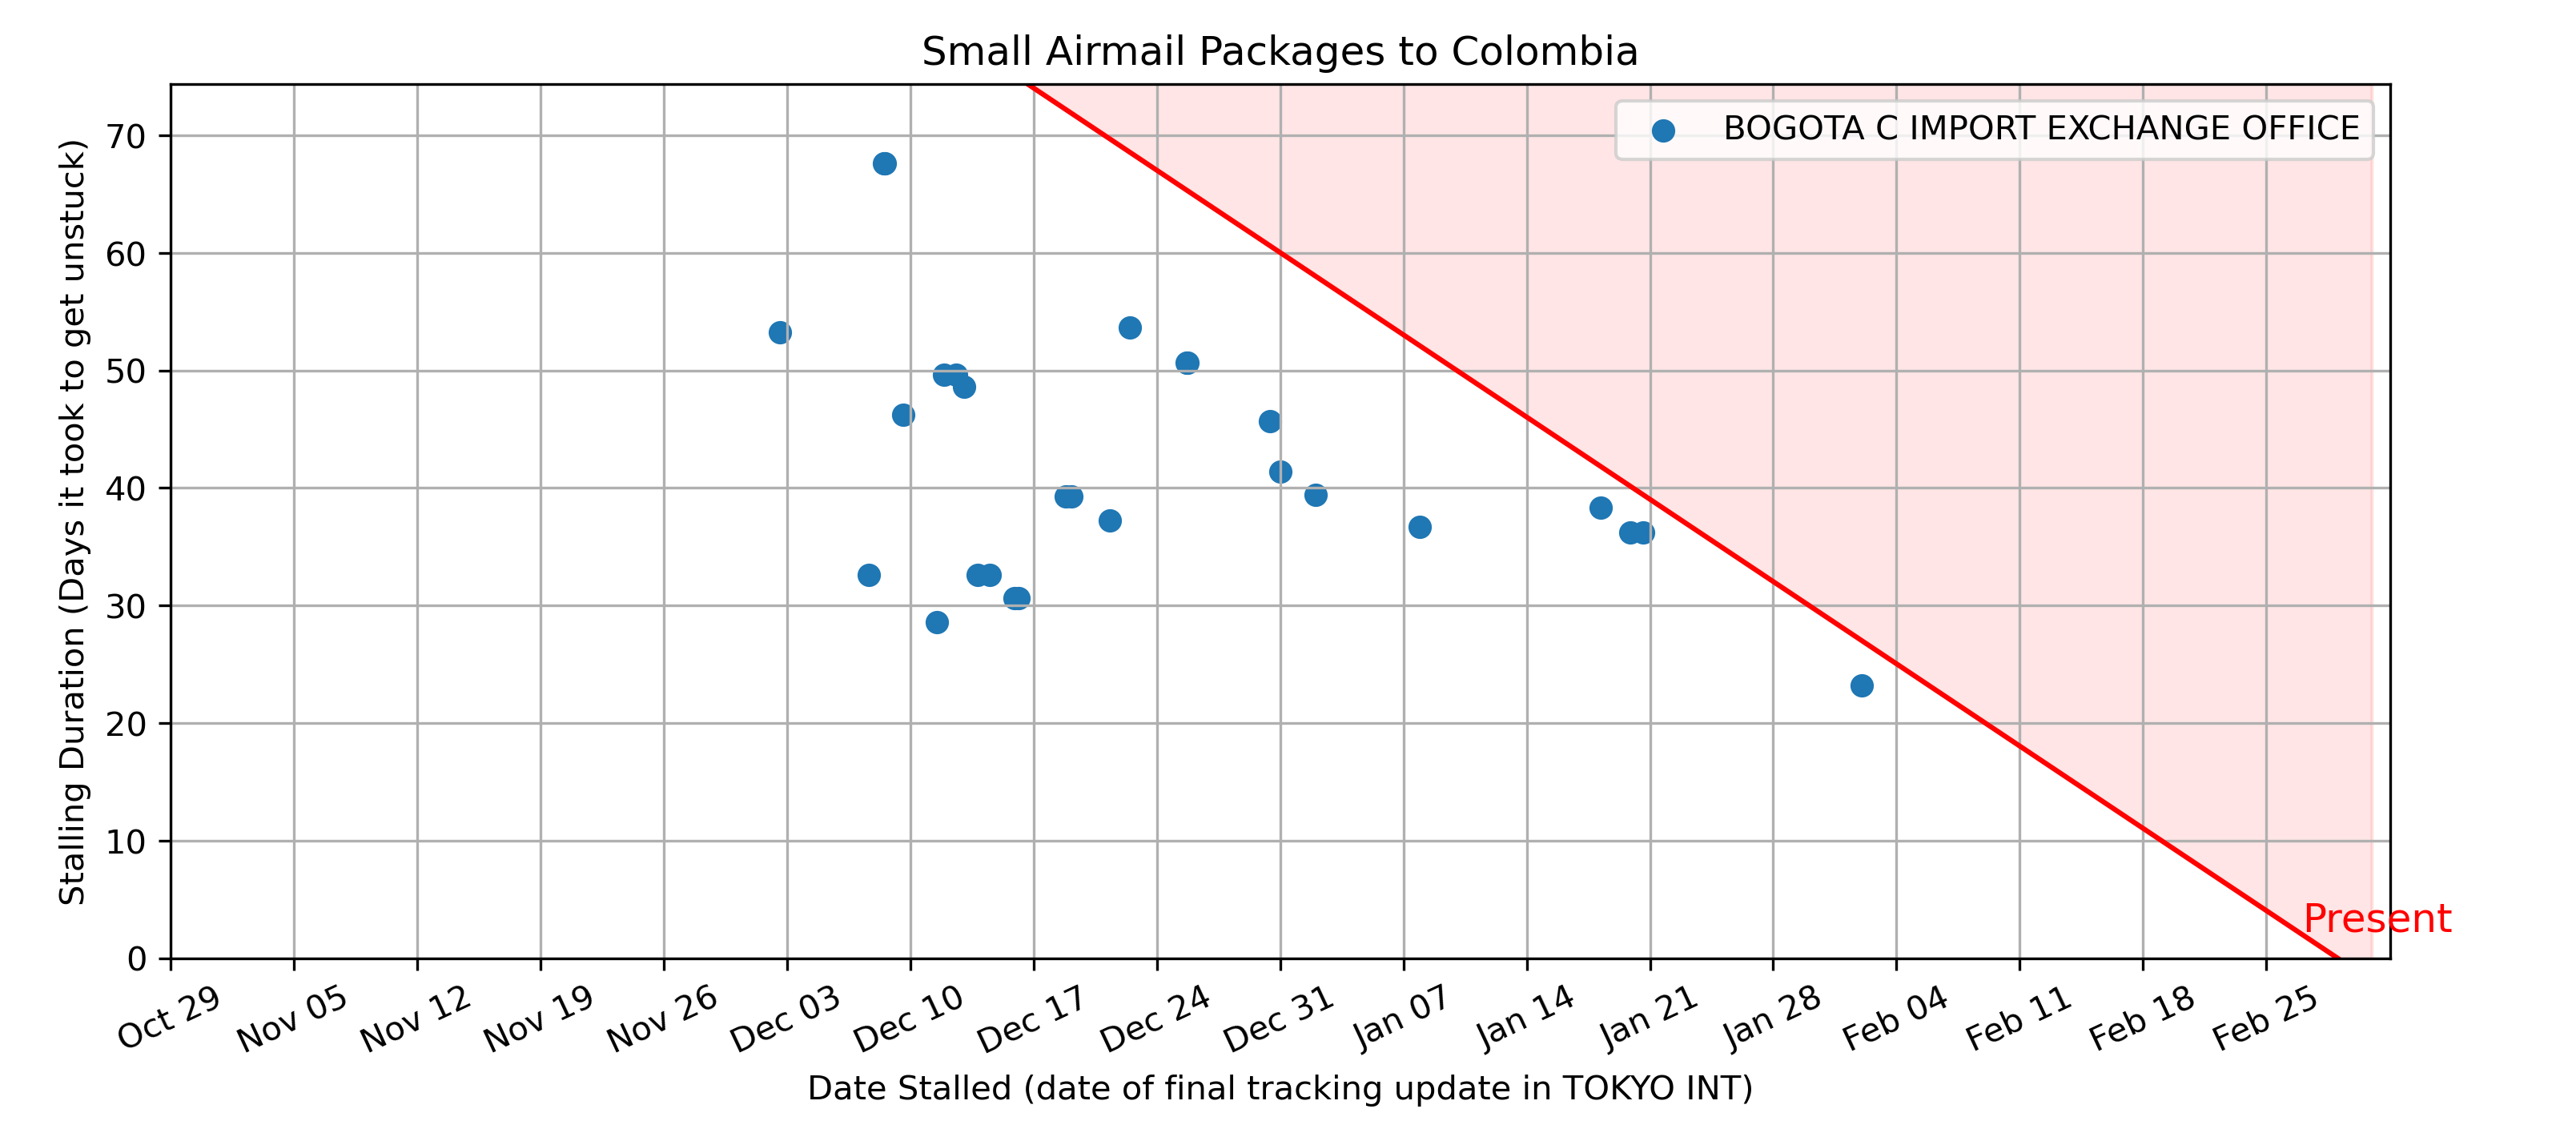 Small Airmail Packages to Colombia
BOGOTA C IMPORT EXCHANGE OFFICE
Stalling Duration (Days it took to get unstuck)
70
60
50
40
30
20
10
0
Present
Oct 29
Nov 05
Nov 12
Nov 19
Nov 26
Dec 03
Dec 10
Dec 17
Dec 24
Dec 31
Jan 07
Jan 14
Jan 21
Jan 28
Feb 04
Feb 11
Feb 18
Feb 25
Date Stalled (date of final tracking update in TOKYO INT)